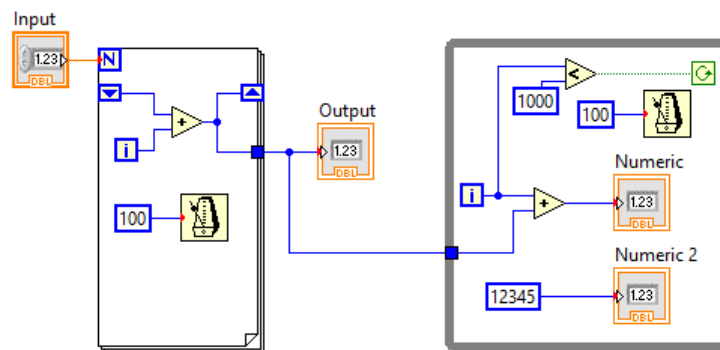 Input
1.23
DBL
N
+
i
100
Output
1.23
DBL
<
1000
100
i
+
Numeric
1.23
DBL
12345
Numeric 2
1.23
DBL